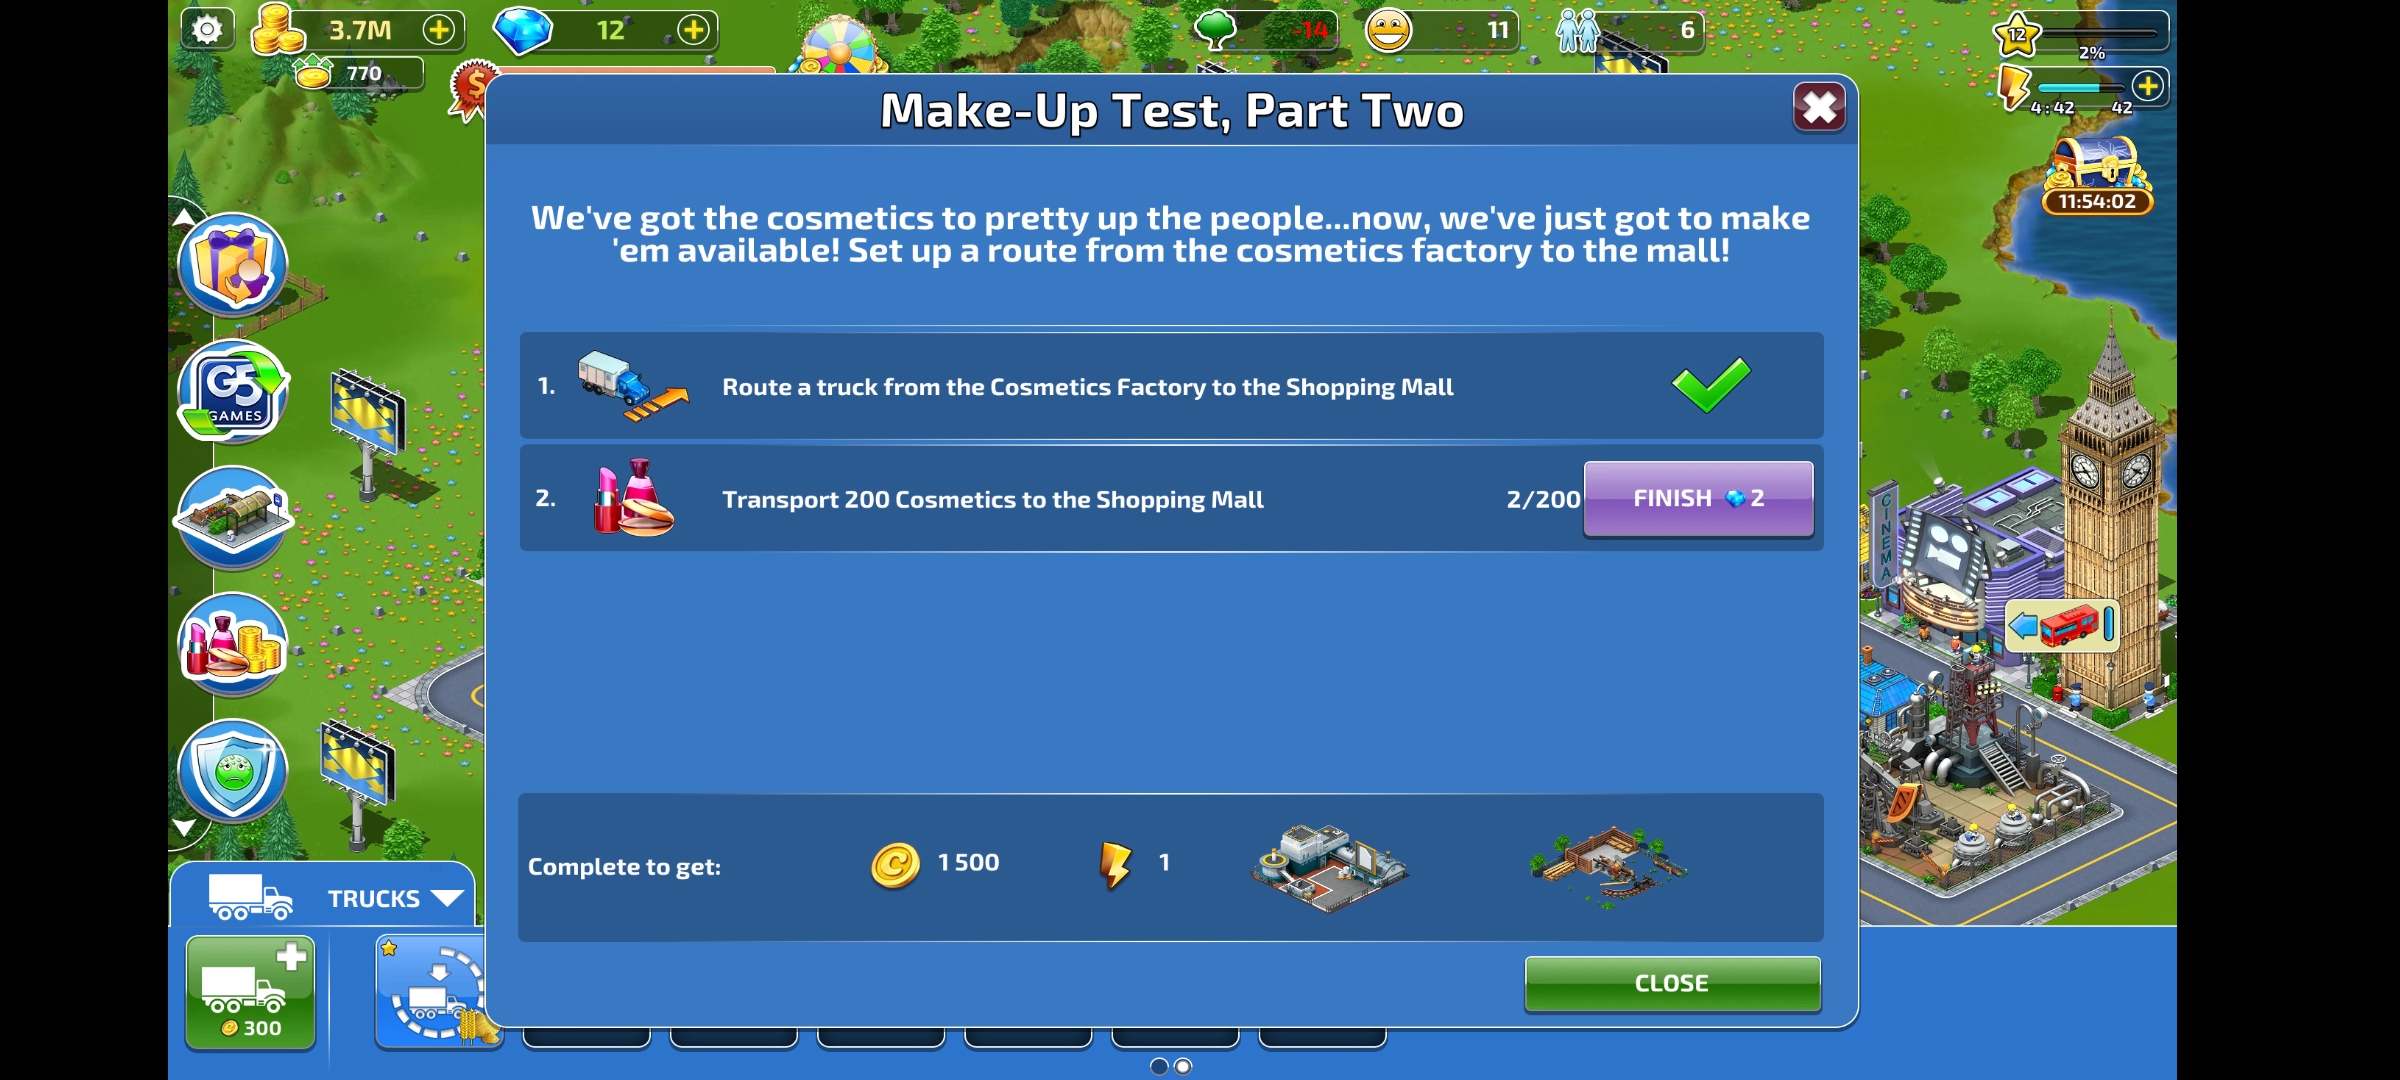 3.7M
12
-14
11
6
12
2%
770
4:42
42
Make-Up Test, Part Two
11:54:02
We've got the cosmetics to pretty up the people...now, we've just got to make
'em available! Set up a route from the cosmetics factory to the mall!
G5
GAMES
1.
Route a truck from the Cosmetics Factory to the Shopping Mall
2.
Transport 200 Cosmetics to the Shopping Mall
2/200
FINISH 2
CINEMA
Complete to get:
1 500
1
TRUCKS
CLOSE
300